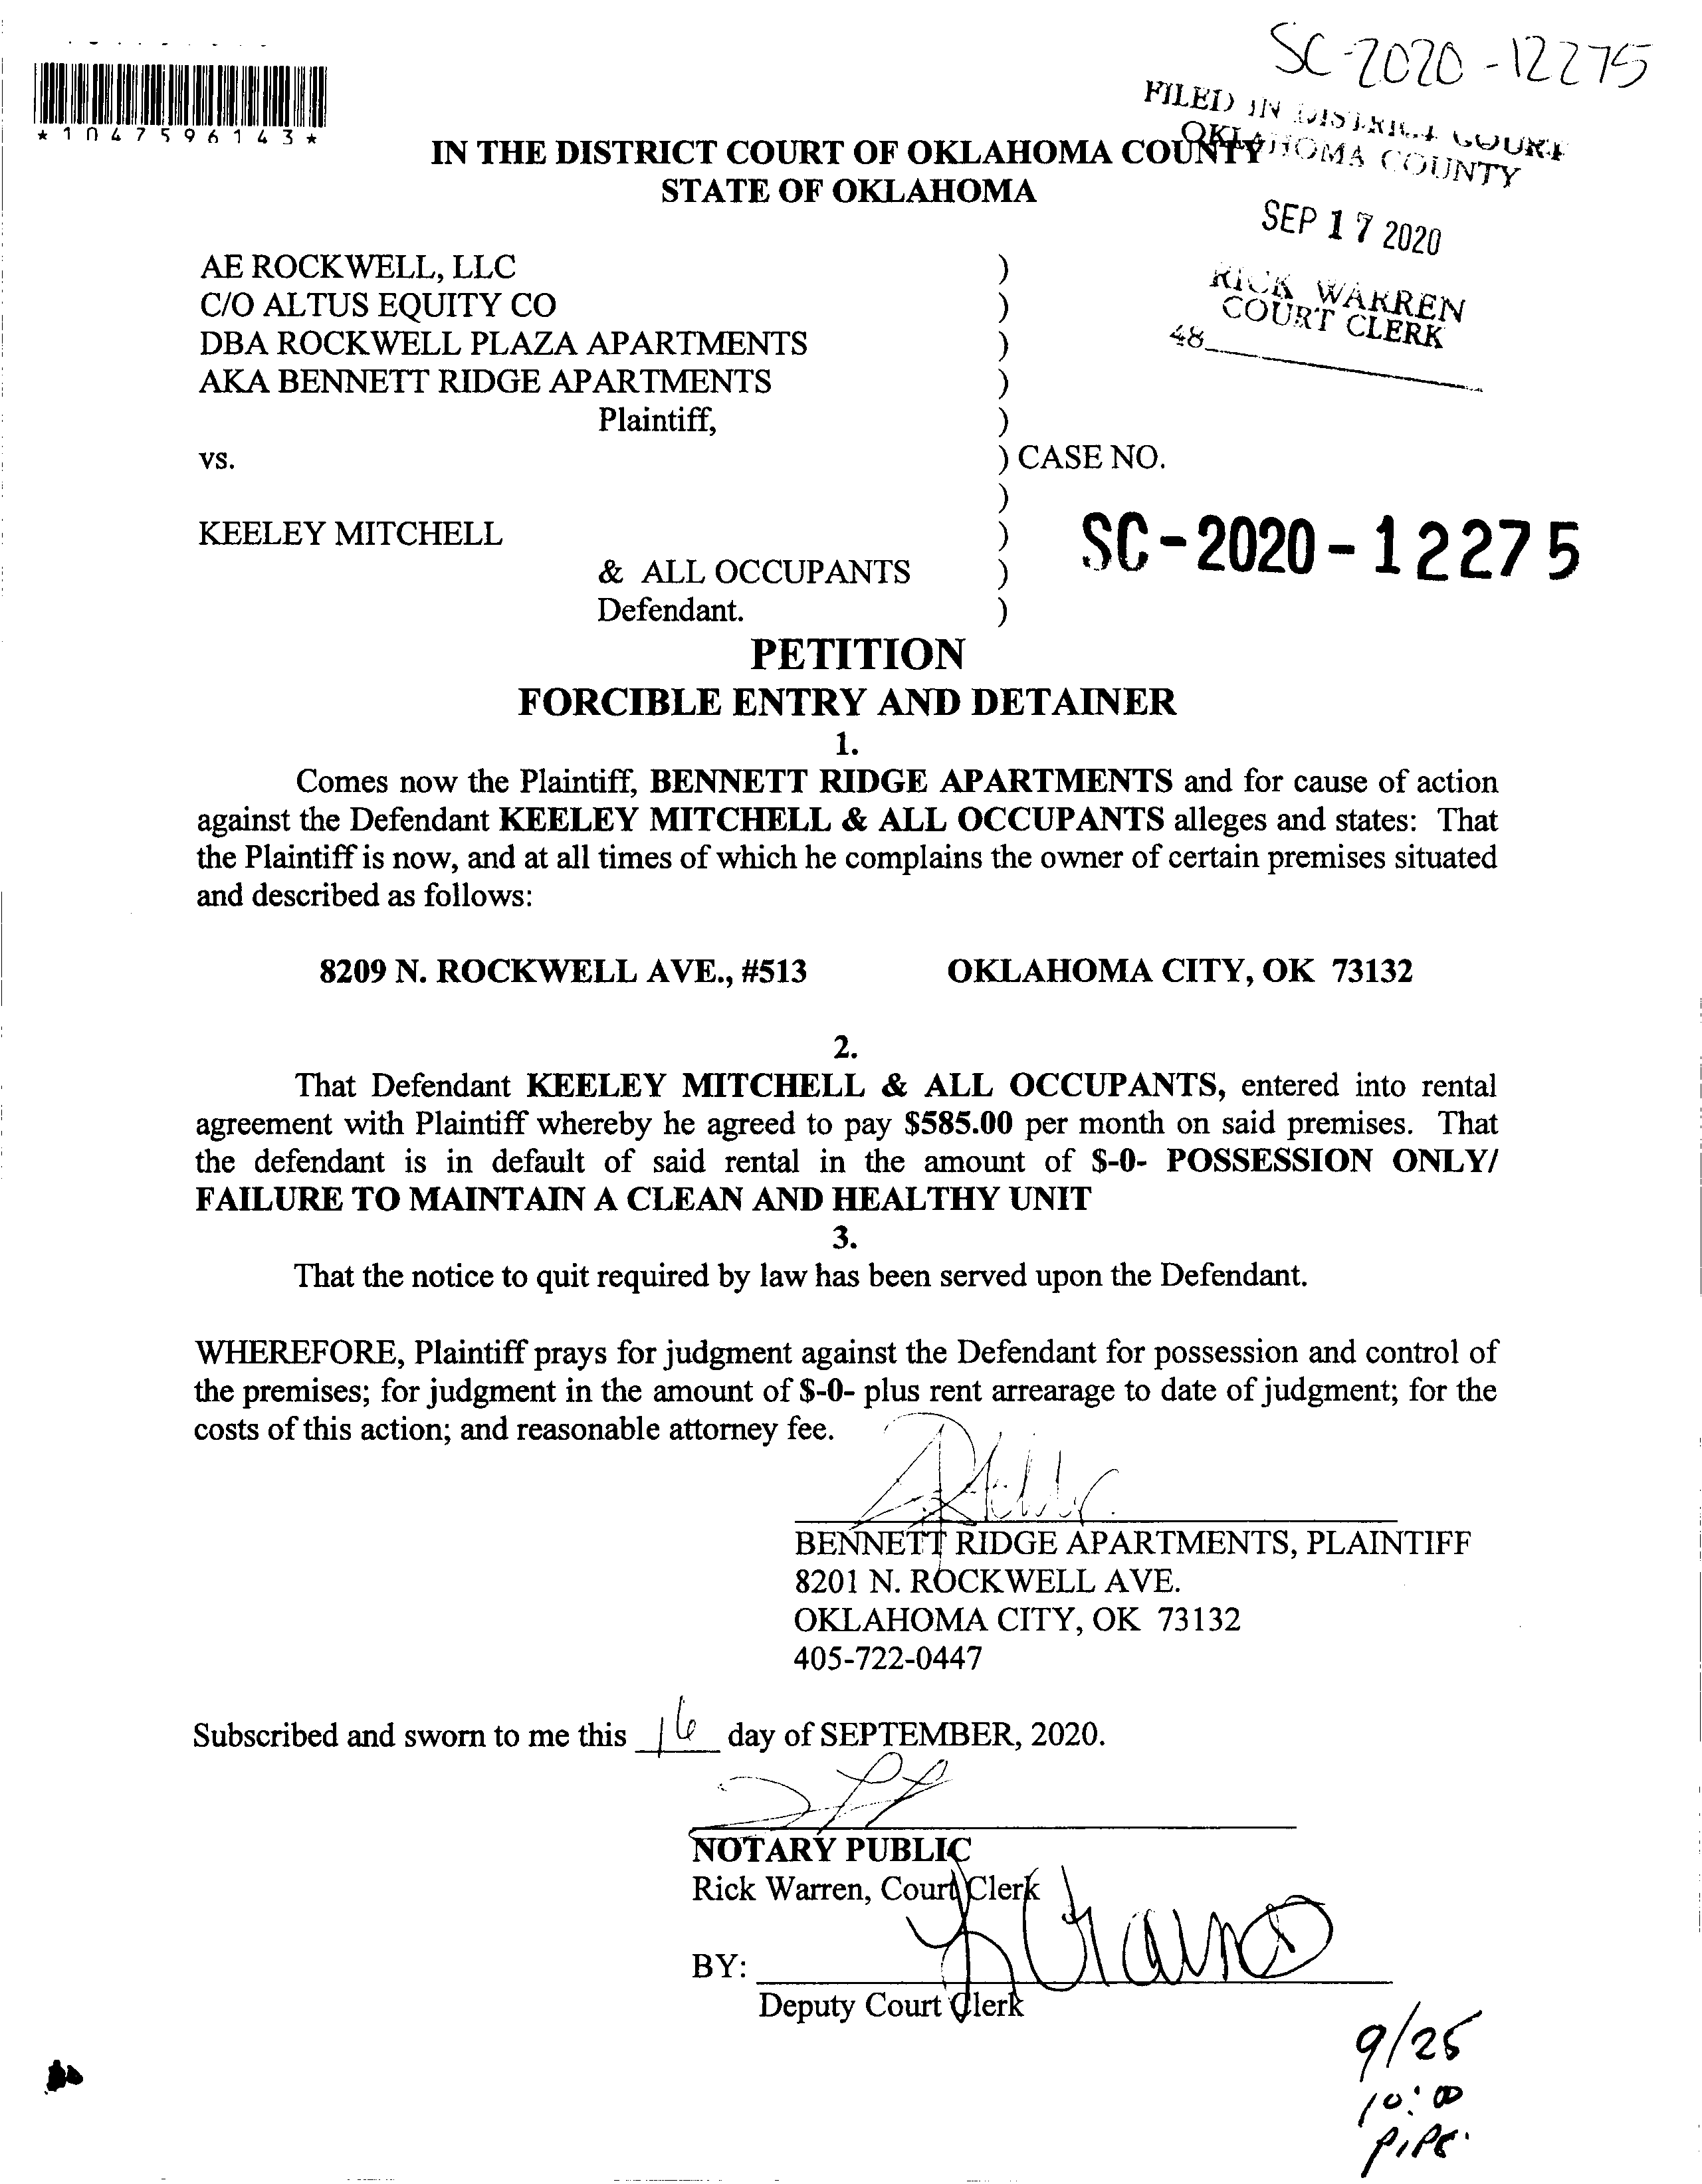 SC-2020-12275
*1047596143*
FILED IN DISTRICT COURT
OKLAHOMA COUNTY
IN THE DISTRICT COURT OF OKLAHOMA COUNTY
STATE OF OKLAHOMA
SEP 17 2020
RICK WARREN
COURT CLERK
48
AE ROCKWELL, LLC )
C/O ALTUS EQUITY CO )
DBA ROCKWELL PLAZA APARTMENTS )
AKA BENNETT RIDGE APARTMENTS )
Plaintiff, )
vs. ) CASE NO.
)
KEELEY MITCHELL )
SC-2020-12275
& ALL OCCUPANTS )
Defendant. )
PETITION
FORCIBLE ENTRY AND DETAINER
1.
Comes now the Plaintiff, BENNETT RIDGE APARTMENTS and for cause of action
against the Defendant KEELEY MITCHELL & ALL OCCUPANTS alleges and states: That
the Plaintiff is now, and at all times of which he complains the owner of certain premises situated
and described as follows:
8209 N. ROCKWELL AVE., #513 OKLAHOMA CITY, OK 73132
2.
That Defendant KEELEY MITCHELL & ALL OCCUPANTS, entered into rental
agreement with Plaintiff whereby he agreed to pay $585.00 per month on said premises. That
the defendant is in default of said rental in the amount of $-0- POSSESSION ONLY/
FAILURE TO MAINTAIN A CLEAN AND HEALTHY UNIT
3.
That the notice to quit required by law has been served upon the Defendant.
WHEREFORE, Plaintiff prays for judgment against the Defendant for possession and control of
the premises; for judgment in the amount of $-0- plus rent arrearage to date of judgment; for the
costs of this action; and reasonable attorney fee.
BENNETT RIDGE APARTMENTS, PLAINTIFF
8201 N. ROCKWELL AVE.
OKLAHOMA CITY, OK 73132
405-722-0447
Subscribed and sworn to me this 16 day of SEPTEMBER, 2020.
NOTARY PUBLIC
Rick Warren, Court Clerk
BY:
Deputy Court Clerk
9/25
10:00